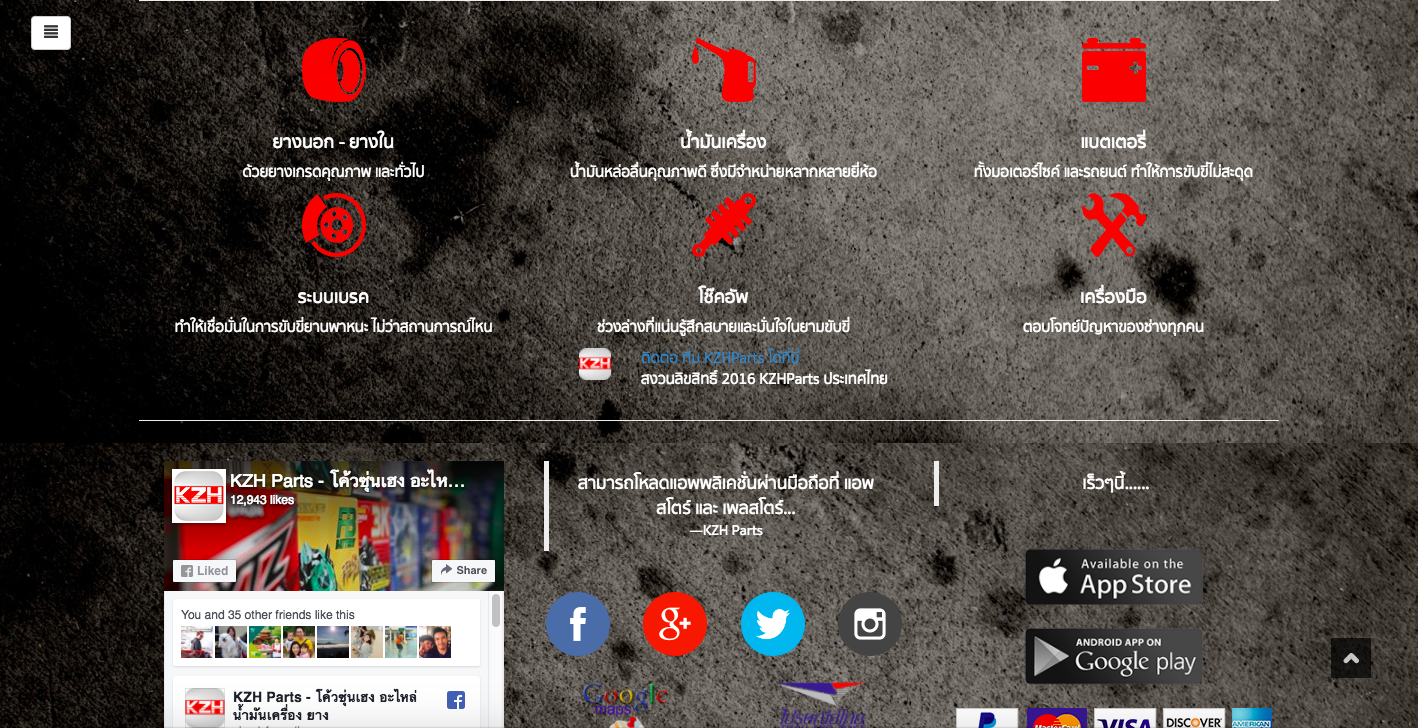 ยางนอก - ยางใน
ด้วยยางเกรดคุณภาพ และทั่วไป
น้ำมันเครื่อง
น้ำมันหล่อลื่นคุณภาพดี ซึ่งมีจำหน่ายหลากหลายยี่ห้อ
แบตเตอรี่
ทั้งมอเตอร์ไซค์ และรถยนต์ ทำให้การขับขี่ไม่สะดุด
ระบบเบรค
ทำให้เชื่อมั่นในการขับขี่ยานพาหนะ ไม่ว่าสถานการณ์ไหน
โช๊คอัพ
ช่วงล่างที่แน่นรู้สึกสบายและมั่นใจในยามขับขี่
เครื่องมือ
ตอบโจทย์ปัญหาของช่างทุกคน
KZH
ติดต่อ ทีม KZHParts ได้ที่นี่
สงวนลิขสิทธิ์ 2016 KZHParts ประเทศไทย
KZH
KZH Parts - โค้วซุ่นเฮง อะไห...
12,943 likes
Liked
Share
You and 35 other friends like this
KZH
KZH Parts - โค้วซุ่นเฮง อะไหล่
น้ำมันเครื่อง ยาง
สามารถโหลดแอพพลิเคชั่นผ่านมือถือที่ แอพ
สโตร์ และ เพลสโตร์...
—KZH Parts
Google
maps
ไปรษณีย์ไทย
เร็วๆนี้......
Available on the
App Store
ANDROID APP ON
Google play
MasterCard
VISA
DISCOVER
AMERICAN